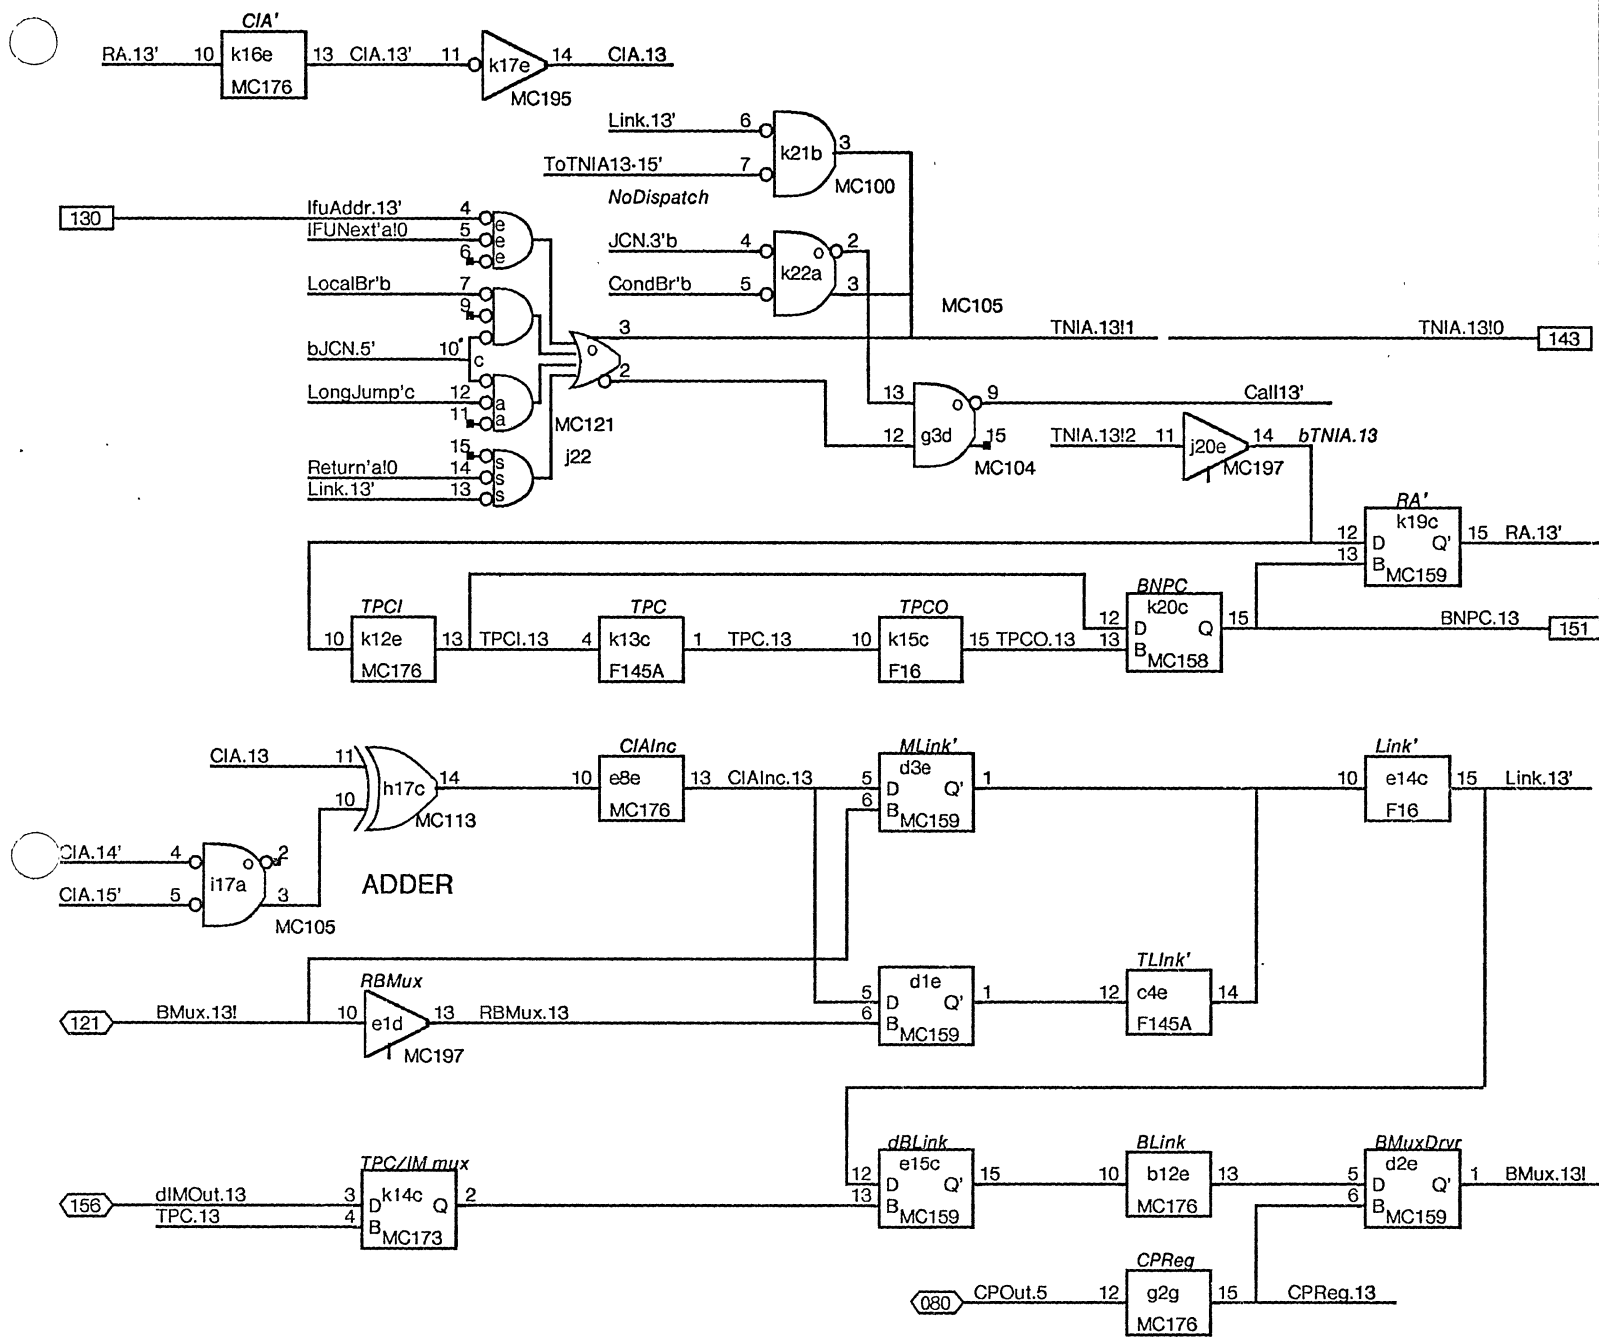 CIA'
RA.13' 10 k16e 13 CIA.13' 11 k17e 14 CIA.13
MC176
MC195
Link.13' 6
k21b 3
ToTNIA13-15' 7
MC100
NoDispatch
130
IfuAddr.13' 4 e
IFUNext'a!0 5 e
6 e
JCN.3'b 4 o 2
k22a
CondBr'b 5 3
LocalBr'b 7
9
MC105
bJCN.5' 10 c
o 3
2
TNIA.13!1
TNIA.13!0 143
LongJump'c 12 a
11 a
MC121
j22
15 s
Return'a!0 14 s
Link.13' 13 s
13 o 9 Call13'
g3d
12 15
MC104
TNIA.13!2 11 j20e 14 bTNIA.13
MC197
RA'
k19c
12 D Q' 15 RA.13'
13 B
MC159
TPCI
10 k12e 13 TPCI.13
MC176
TPC
4 k13c 1 TPC.13
F145A
TPCO
10 k15c 15 TPCO.13
F16
BNPC
k20c
12 D Q 15 BNPC.13 151
13 B
MC158
CIA.13 11
h17c 14
10
MC113
CIA.14' 4 o 2
i17a
CIA.15' 5 3
MC105
ADDER
CIAInc
10 e8e 13 CIAInc.13
MC176
MLink'
d3e
5 D Q' 1
6 B
MC159
Link'
10 e14c 15 Link.13'
F16
RBMux
121 BMux.13! 10 e1d 13 RBMux.13
MC197
d1e
5 D Q' 1
6 B
MC159
TLInk'
12 c4e 14
F145A
TPC/IM mux
156 dIMOut.13 3 D k14c Q 2
TPC.13 4 B
MC173
dBLink
e15c
12 D Q' 15
13 B
MC159
BLink
10 b12e 13
MC176
BMuxDrvr
d2e
5 D Q' 1 BMux.13!
6 B
MC159
CPReg
080 CPOut.5 12 g2g 15 CPReg.13
MC176